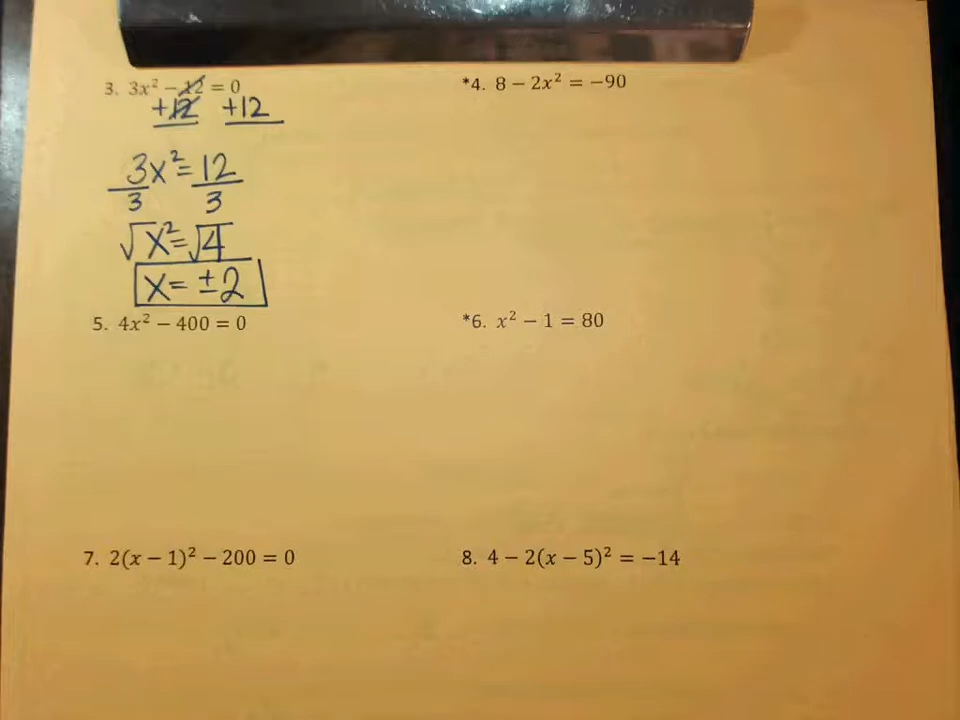 3. 3x² − 12 = 0
+12 +12
3x² = 12
3 3
√x² = √4
x = ±2
*4. 8 − 2x² = −90
5. 4x² − 400 = 0
*6. x² − 1 = 80
7. 2(x − 1)² − 200 = 0
8. 4 − 2(x − 5)² = −14